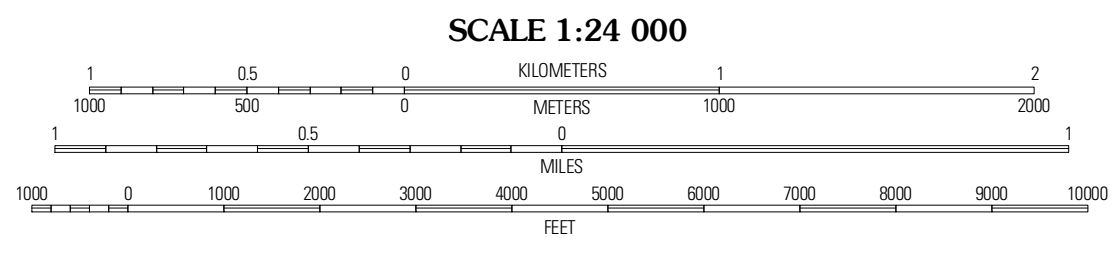 SCALE 1:24 000
1 0.5 0 KILOMETERS 1 2
1000 500 0 METERS 1000 2000
1 0.5 0 1
MILES
1000 0 1000 2000 3000 4000 5000 6000 7000 8000 9000 10000
FEET